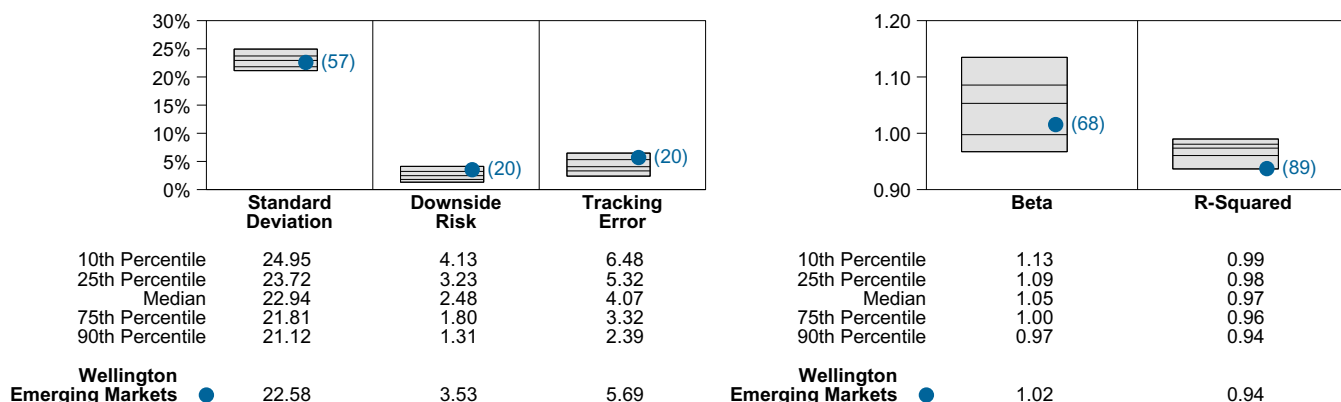 30%
25%
20%
15%
10%
5%
0%
(57)
(20)
(20)
Standard
Deviation
Downside
Risk
Tracking
Error
10th Percentile 24.95 4.13 6.48
25th Percentile 23.72 3.23 5.32
Median 22.94 2.48 4.07
75th Percentile 21.81 1.80 3.32
90th Percentile 21.12 1.31 2.39
Wellington
Emerging Markets 22.58 3.53 5.69
1.20
1.10
1.00
0.90
(68)
(89)
Beta R-Squared
10th Percentile 1.13 0.99
25th Percentile 1.09 0.98
Median 1.05 0.97
75th Percentile 1.00 0.96
90th Percentile 0.97 0.94
Wellington
Emerging Markets 1.02 0.94